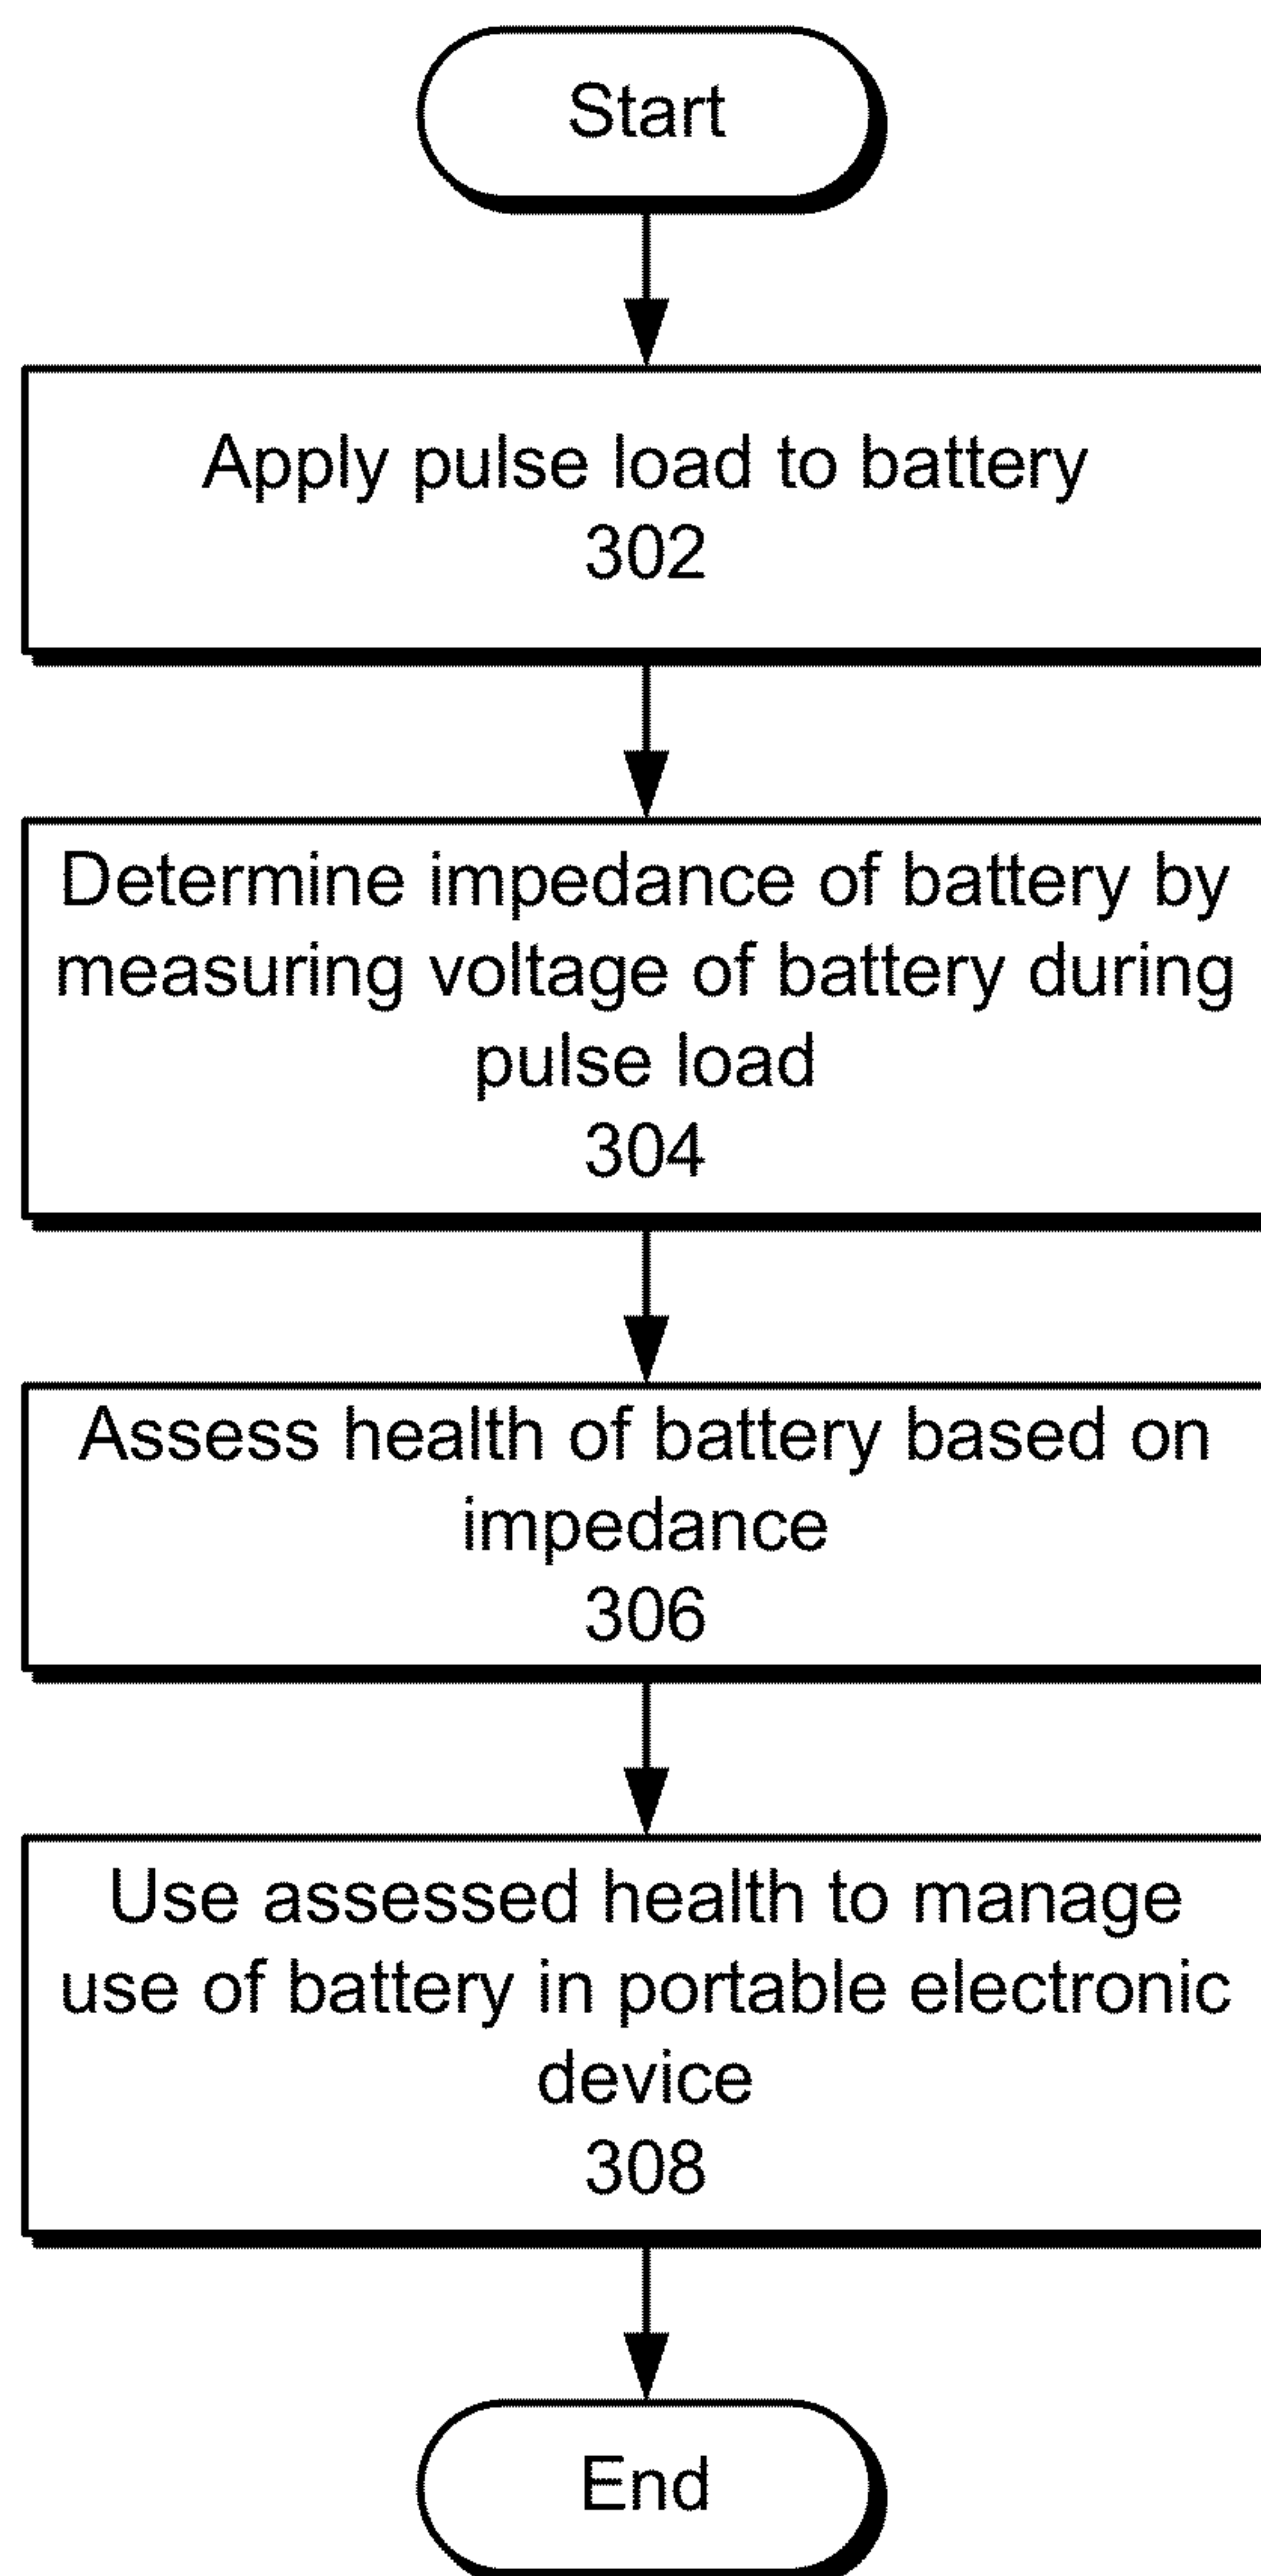 Start
Apply pulse load to battery
302
Determine impedance of battery by
measuring voltage of battery during
pulse load
304
Assess health of battery based on
impedance
306
Use assessed health to manage
use of battery in portable electronic
device
308
End